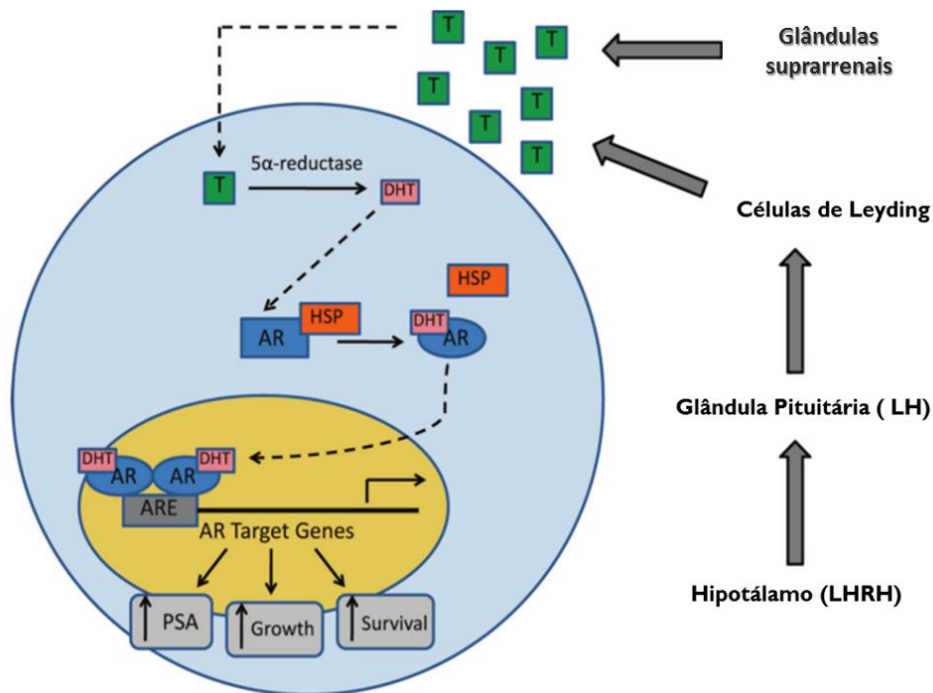 T
T
T
T
T
T
T
Glândulas
suprarrenais
T
5α-reductase
DHT
Células de Leyding
HSP
HSP
AR
DHT
AR
Glândula Pituitária ( LH)
DHT
DHT
AR
AR
ARE
AR Target Genes
PSA
Growth
Survival
Hipotálamo (LHRH)